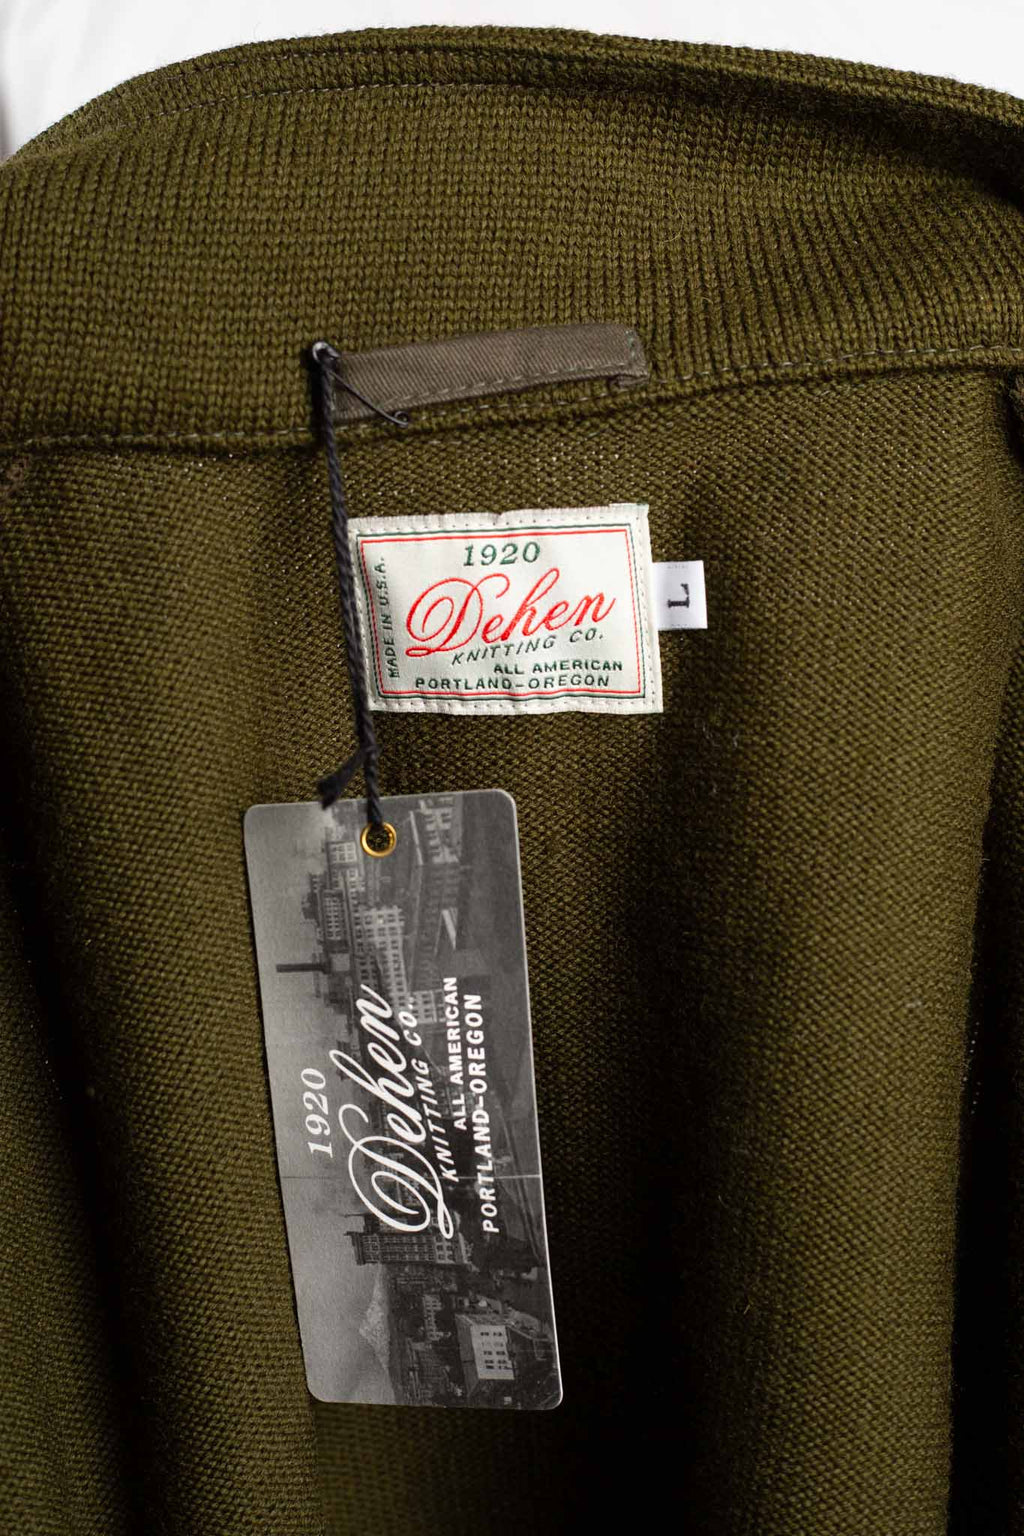 1920
Dehen
KNITTING CO.
ALL AMERICAN
PORTLAND-OREGON
MADE IN U.S.A.
L
1920
Dehen
KNITTING CO.
ALL AMERICAN
PORTLAND-OREGON